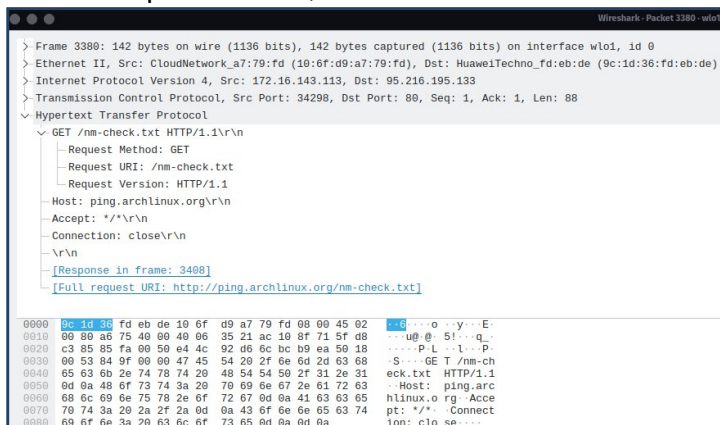 Wireshark · Packet 3380 · wlo1
Frame 3380: 142 bytes on wire (1136 bits), 142 bytes captured (1136 bits) on interface wlo1, id 0
Ethernet II, Src: CloudNetwork_a7:79:fd (10:6f:d9:a7:79:fd), Dst: HuaweiTechno_fd:eb:de (9c:1d:36:fd:eb:de)
Internet Protocol Version 4, Src: 172.16.143.113, Dst: 95.216.195.133
Transmission Control Protocol, Src Port: 34298, Dst Port: 80, Seq: 1, Ack: 1, Len: 88
Hypertext Transfer Protocol
GET /nm-check.txt HTTP/1.1\r\n
Request Method: GET
Request URI: /nm-check.txt
Request Version: HTTP/1.1
Host: ping.archlinux.org\r\n
Accept: */*\r\n
Connection: close\r\n
\r\n
[Response in frame: 3408]
[Full request URI: http://ping.archlinux.org/nm-check.txt]
0000 9c 1d 36 fd eb de 10 6f d9 a7 79 fd 08 00 45 02 ··6····o ··y···E·
0010 00 80 a6 75 40 00 40 06 35 21 ac 10 8f 71 5f d8 ···u@·@· 5!···q_·
0020 c3 85 85 fa 00 50 e4 4c 92 d6 6c bc b9 ea 50 18 ·····P·L ··l···P·
0030 00 53 84 9f 00 00 47 45 54 20 2f 6e 6d 2d 63 68 ·S····GE T /nm-ch
0040 65 63 6b 2e 74 78 74 20 48 54 54 50 2f 31 2e 31 eck.txt HTTP/1.1
0050 0d 0a 48 6f 73 74 3a 20 70 69 6e 67 2e 61 72 63 ··Host: ping.arc
0060 68 6c 69 6e 75 78 2e 6f 72 67 0d 0a 41 63 63 65 hlinux.o rg··Acce
0070 70 74 3a 20 2a 2f 2a 0d 0a 43 6f 6e 6e 65 63 74 pt: */*· ·Connect
0080 69 6f 6e 3a 20 63 6c 6f 73 65 0d 0a 0d 0a ion: clo se····